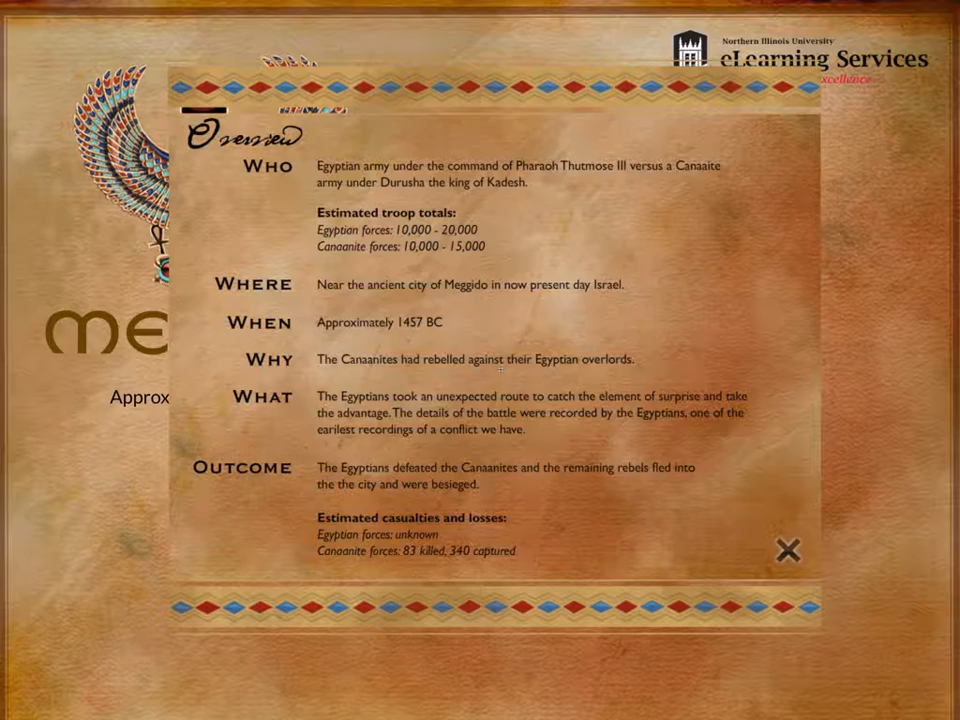 Northern Illinois University
eLearning Services
xcellence
Overview
WHO
Egyptian army under the command of Pharaoh Thutmose III versus a Canaaite
army under Durusha the king of Kadesh.
Estimated troop totals:
Egyptian forces: 10,000 - 20,000
Canaanite forces: 10,000 - 15,000
WHERE
Near the ancient city of Meggido in now present day Israel.
WHEN
Approximately 1457 BC
WHY
The Canaanites had rebelled against their Egyptian overlords.
WHAT
The Egyptians took an unexpected route to catch the element of surprise and take
the advantage. The details of the battle were recorded by the Egyptians, one of the
earilest recordings of a conflict we have.
OUTCOME
The Egyptians defeated the Canaanites and the remaining rebels fled into
the the city and were besieged.
Estimated casualties and losses:
Egyptian forces: unknown
Canaanite forces: 83 killed, 340 captured
ME
Approx